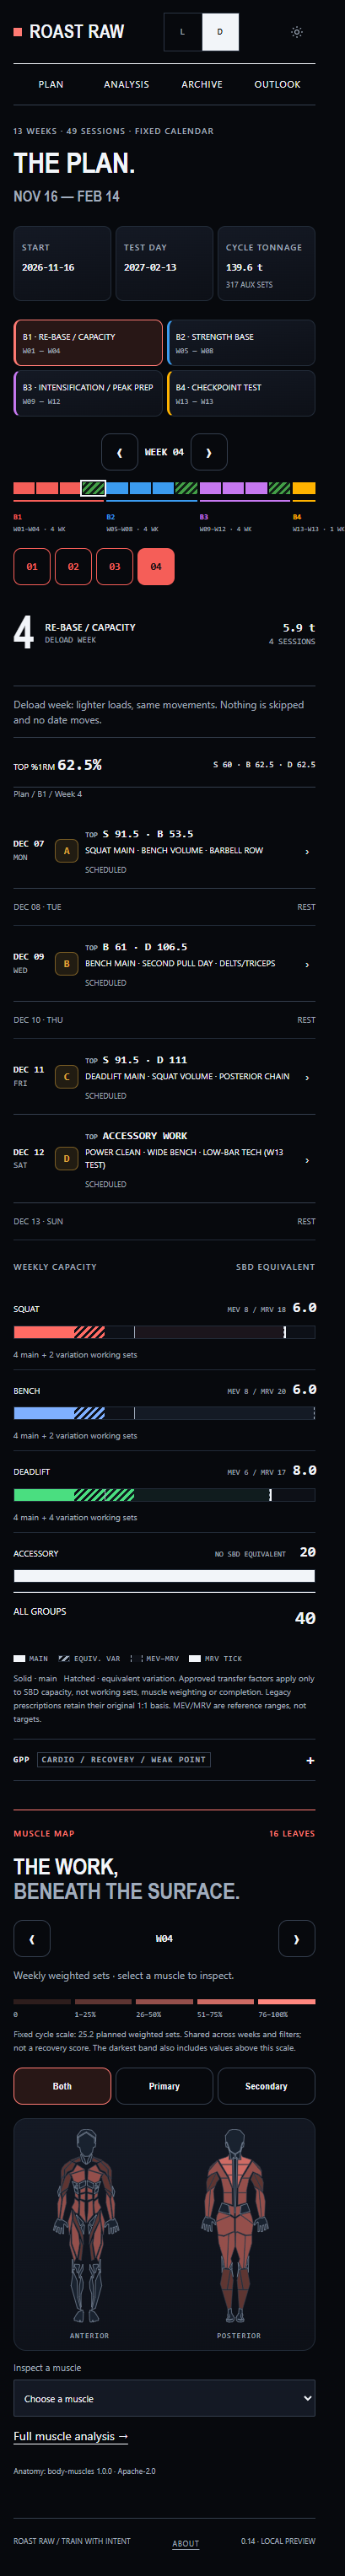 ROAST RAW
L D
PLAN ANALYSIS ARCHIVE OUTLOOK
13 WEEKS · 49 SESSIONS · FIXED CALENDAR
THE PLAN.
NOV 16 — FEB 14
START
2026-11-16
TEST DAY
2027-02-13
CYCLE TONNAGE
139.6 t
317 AUX SETS
B1 · RE-BASE / CAPACITY
W01 — W04
B2 · STRENGTH BASE
W05 — W08
B3 · INTENSIFICATION / PEAK PREP
W09 — W12
B4 · CHECKPOINT TEST
W13 — W13
❮ WEEK 04 ❯
B1 B2 B3 B4
W01-W04 · 4 WK W05-W08 · 4 WK W09-W12 · 4 WK W13-W13 · 1 WK
01 02 03 04
4
RE-BASE / CAPACITY
DELOAD WEEK
5.9 t
4 SESSIONS
Deload week: lighter loads, same movements. Nothing is skipped
and no date moves.
TOP %1RM 62.5% S 60 · B 62.5 · D 62.5
Plan / B1 / Week 4
DEC 07
MON
A
TOP S 91.5 · B 53.5
SQUAT MAIN · BENCH VOLUME · BARBELL ROW
SCHEDULED
›
DEC 08 · TUE REST
DEC 09
WED
B
TOP B 61 · D 106.5
BENCH MAIN · SECOND PULL DAY · DELTS/TRICEPS
SCHEDULED
›
DEC 10 · THU REST
DEC 11
FRI
C
TOP S 91.5 · D 111
DEADLIFT MAIN · SQUAT VOLUME · POSTERIOR CHAIN
SCHEDULED
›
DEC 12
SAT
D
TOP ACCESSORY WORK
POWER CLEAN · WIDE BENCH · LOW-BAR TECH (W13
TEST)
SCHEDULED
›
DEC 13 · SUN REST
WEEKLY CAPACITY SBD EQUIVALENT
SQUAT MEV 8 / MRV 18 6.0
4 main + 2 variation working sets
BENCH MEV 8 / MRV 20 6.0
4 main + 2 variation working sets
DEADLIFT MEV 6 / MRV 17 8.0
4 main + 4 variation working sets
ACCESSORY NO SBD EQUIVALENT 20
ALL GROUPS 40
MAIN EQUIV. VAR MEV-MRV MRV TICK
Solid · main Hatched · equivalent variation. Approved transfer factors apply only
to SBD capacity, not working sets, muscle weighting or completion. Legacy
prescriptions retain their original 1:1 basis. MEV/MRV are reference ranges, not
targets.
GPP CARDIO / RECOVERY / WEAK POINT +
MUSCLE MAP 16 LEAVES
THE WORK,
BENEATH THE SURFACE.
❮ W04 ❯
Weekly weighted sets · select a muscle to inspect.
0 1–25% 26–50% 51–75% 76–100%
Fixed cycle scale: 25.2 planned weighted sets. Shared across weeks and filters;
not a recovery score. The darkest band also includes values above this scale.
Both Primary Secondary
ANTERIOR POSTERIOR
Inspect a muscle
Choose a muscle
Full muscle analysis →
Anatomy: body-muscles 1.0.0 · Apache-2.0
ROAST RAW / TRAIN WITH INTENT ABOUT 0.14 · LOCAL PREVIEW